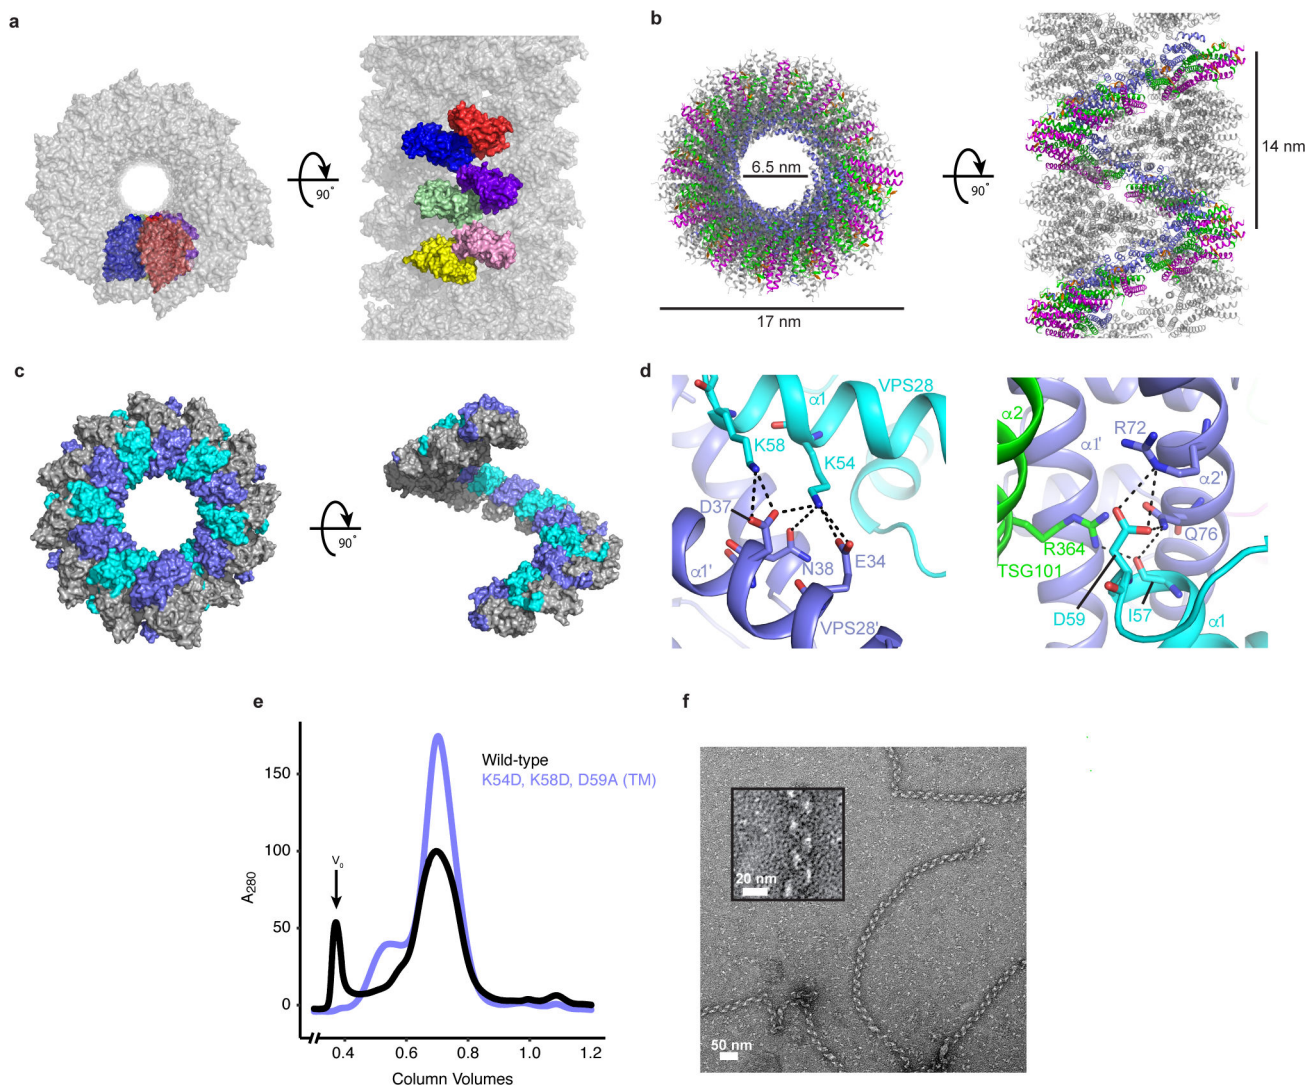 a
90°
b
6.5 nm
17 nm
90°
14 nm
c
90°
d
VPS28
α1
K58
K54
D37
N38
E34
α1'
VPS28'
α2
R72
α1'
α2'
R364
Q76
TSG101
D59
I57
α1
e
Wild-type
K54D, K58D, D59A (TM)
V0
A280
150
100
50
0
0.4 0.6 0.8 1.0 1.2
Column Volumes
f
20 nm
50 nm